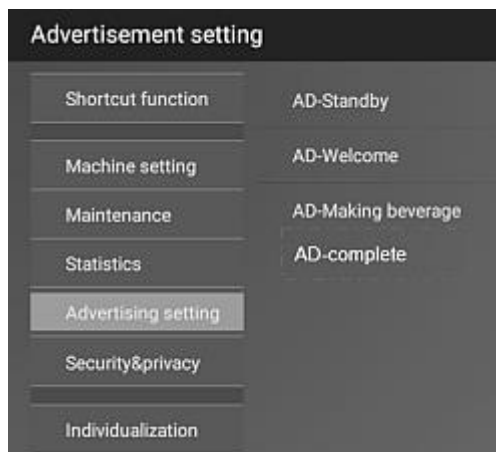 Advertisement setting
Shortcut function
Machine setting
Maintenance
Statistics
Advertising setting
Security&privacy
Individualization
AD-Standby
AD-Welcome
AD-Making beverage
AD-complete